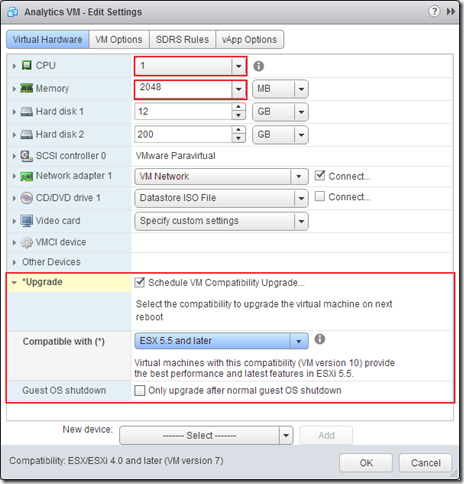 Analytics VM - Edit Settings
Virtual Hardware VM Options SDRS Rules vApp Options
CPU 1
Memory 2048 MB
Hard disk 1 12 GB
Hard disk 2 200 GB
SCSI controller 0 VMware Paravirtual
Network adapter 1 VM Network Connect...
CD/DVD drive 1 Datastore ISO File Connect...
Video card Specify custom settings
VMCI device
Other Devices
*Upgrade Schedule VM Compatibility Upgrade...
Select the compatibility to upgrade the virtual machine on next
reboot
Compatible with (*) ESX 5.5 and later
Virtual machines with this compatibility (VM version 10) provide
the best performance and latest features in ESXi 5.5.
Guest OS shutdown Only upgrade after normal guest OS shutdown
New device: ------- Select ------- Add
Compatibility: ESX/ESXi 4.0 and later (VM version 7) OK Cancel